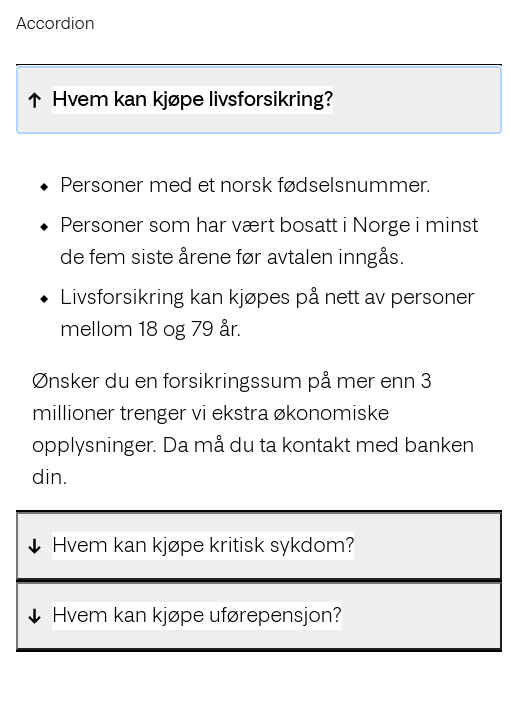 Accordion
Hvem kan kjøpe livsforsikring?
Personer med et norsk fødselsnummer.
Personer som har vært bosatt i Norge i minst
de fem siste årene før avtalen inngås.
Livsforsikring kan kjøpes på nett av personer
mellom 18 og 79 år.
Ønsker du en forsikringssum på mer enn 3
millioner trenger vi ekstra økonomiske
opplysninger. Da må du ta kontakt med banken
din.
Hvem kan kjøpe kritisk sykdom?
Hvem kan kjøpe uførepensjon?